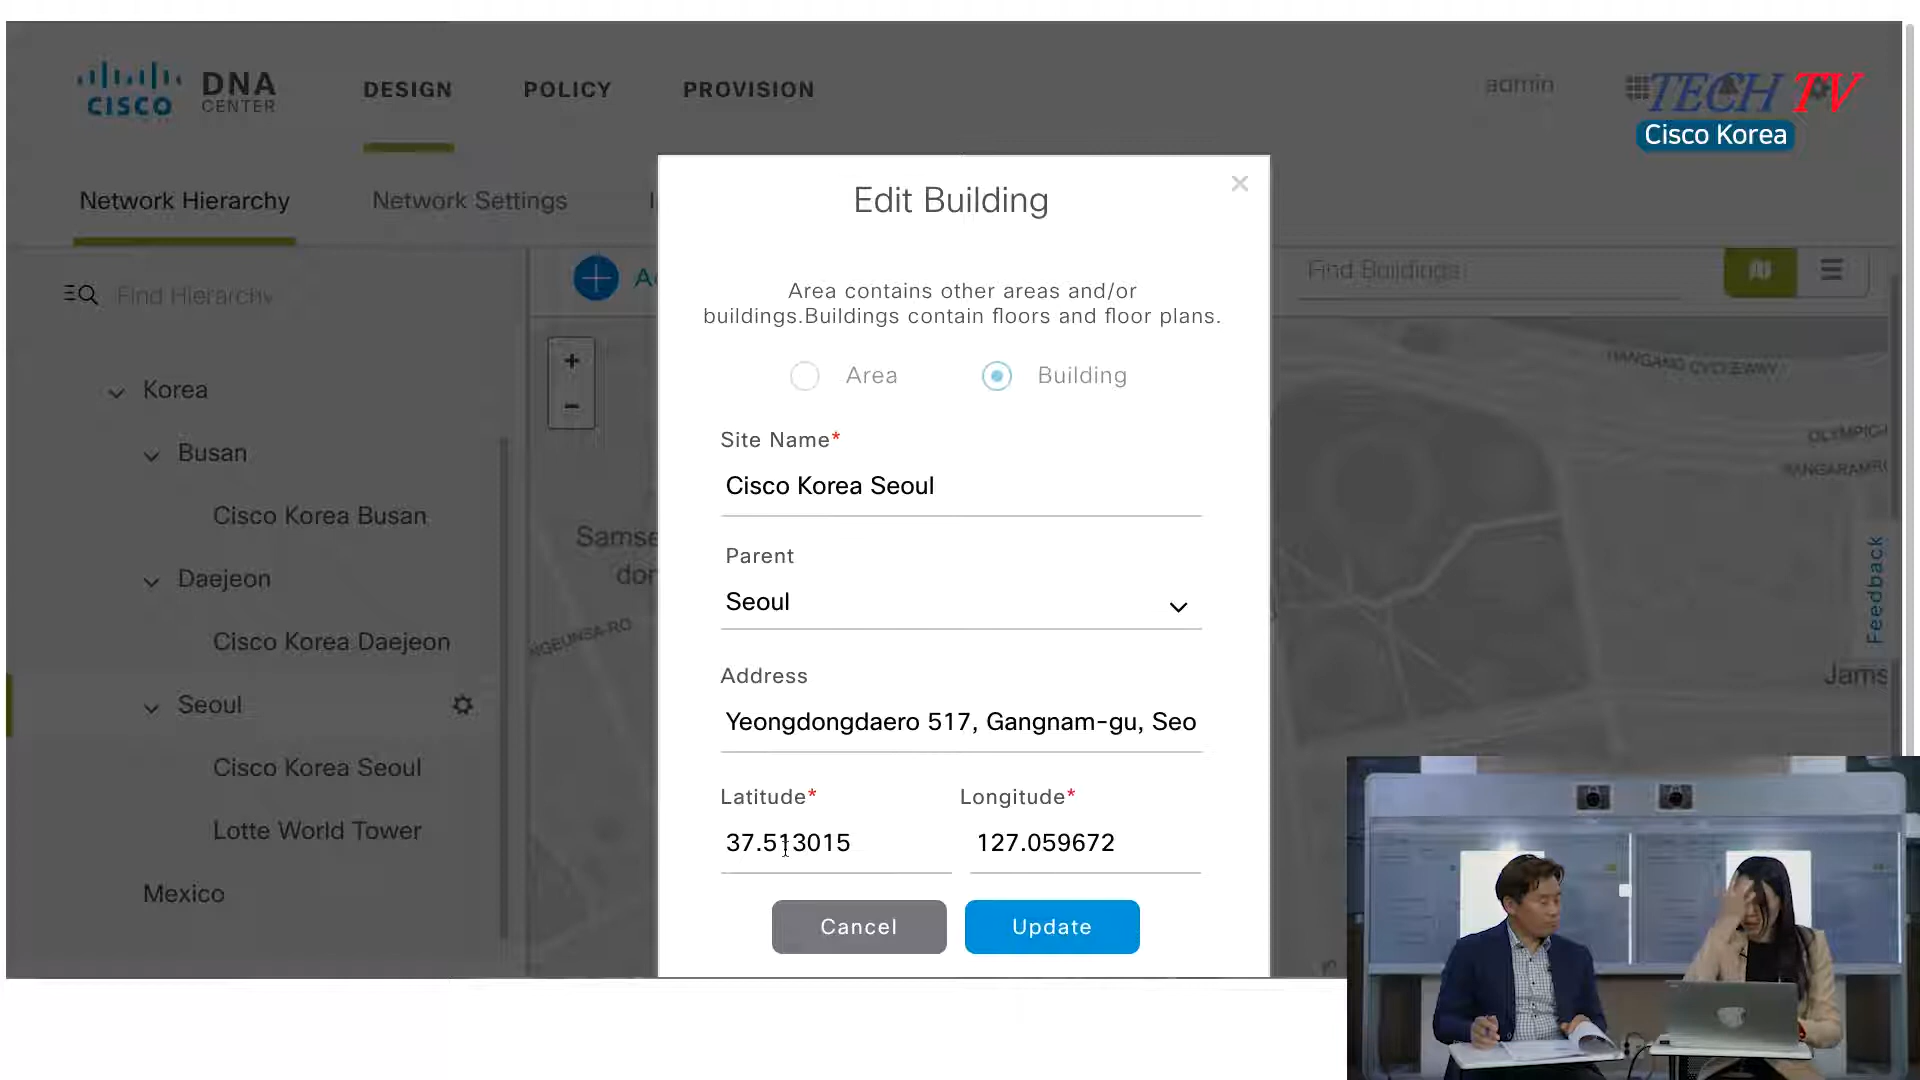 CISCO
DNA
CENTER
DESIGN
POLICY
PROVISION
admin
TECH TV
Cisco Korea
Network Hierarchy
Network Settings
Edit Building
Find Hierarchy
Find Buildings
Area contains other areas and/or
buildings.Buildings contain floors and floor plans.
Area
Building
Site Name*
Cisco Korea Seoul
Parent
Seoul
Address
Yeongdongdaero 517, Gangnam-gu, Seo
Latitude*
Longitude*
37.513015
127.059672
Cancel
Update
Korea
Busan
Cisco Korea Busan
Daejeon
Cisco Korea Daejeon
Seoul
Cisco Korea Seoul
Lotte World Tower
Mexico
Feedback